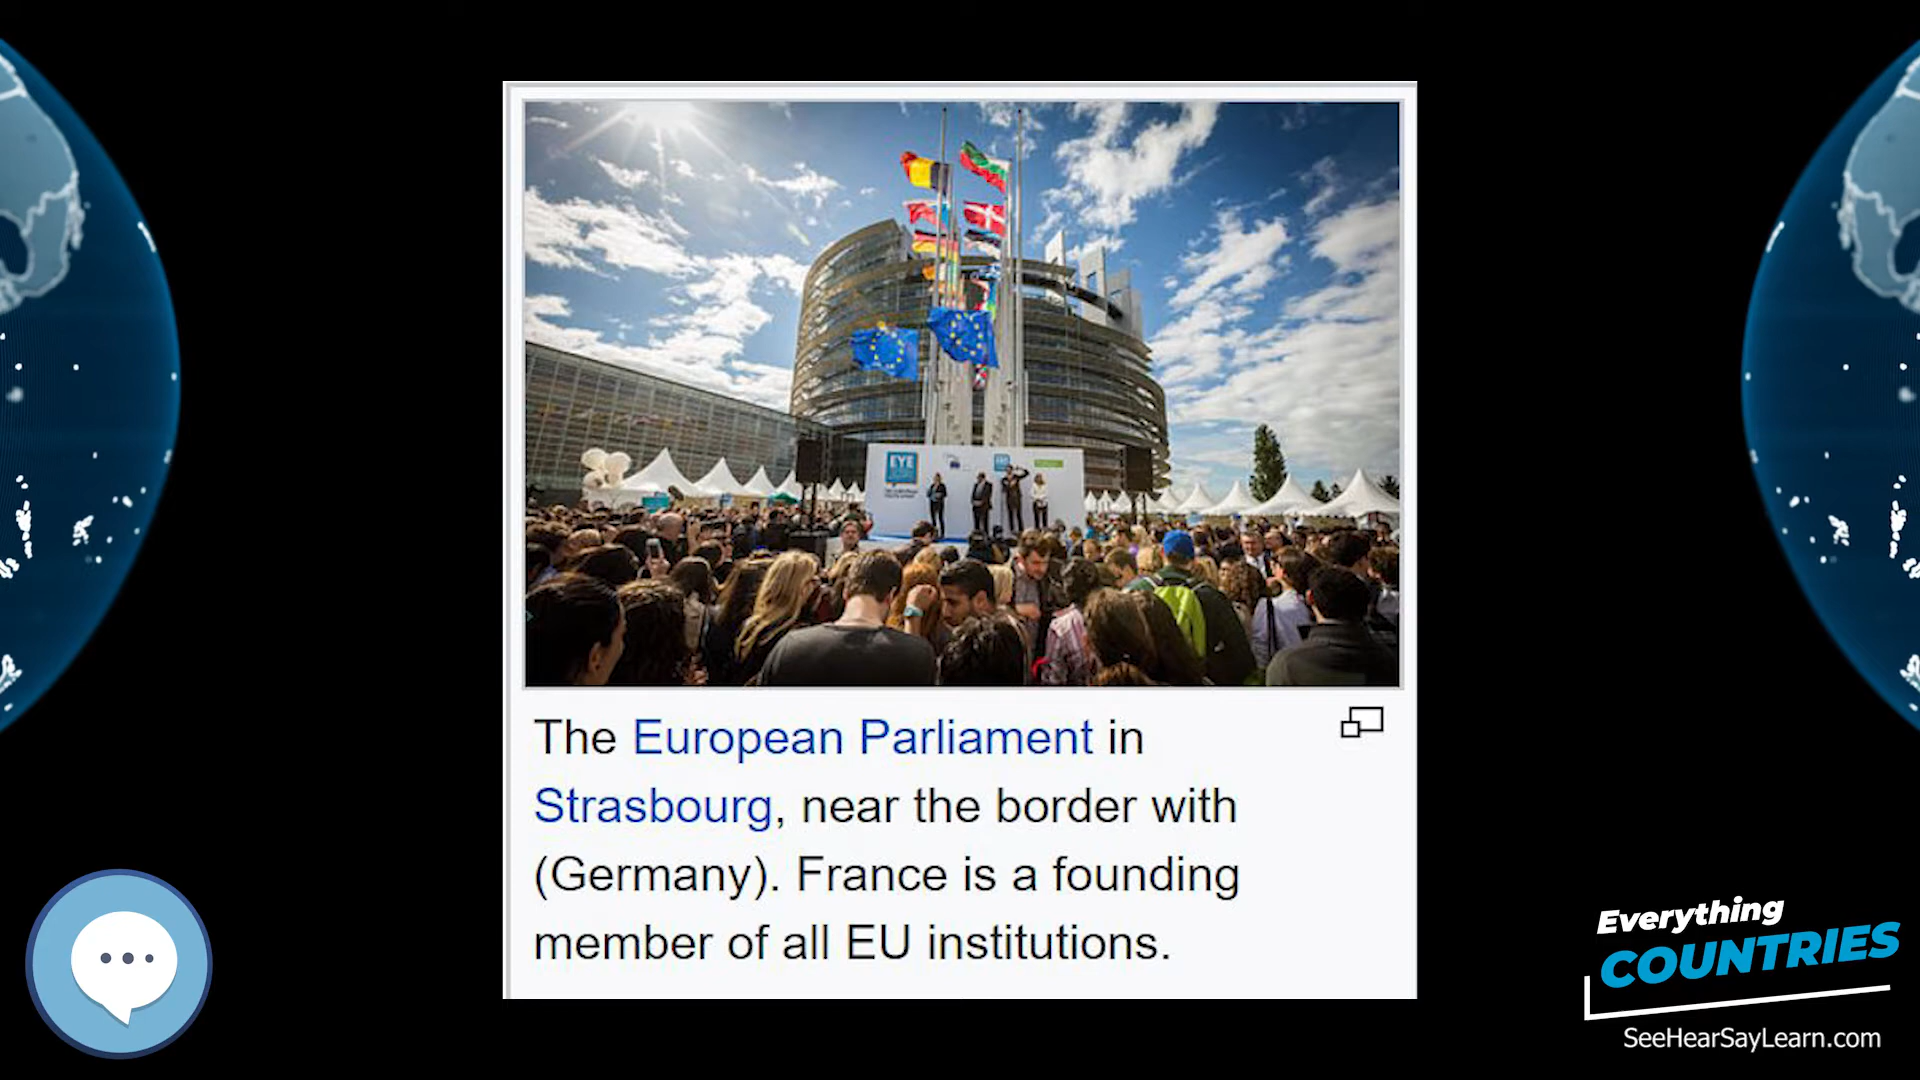 EYE
The European Parliament in
Strasbourg, near the border with
(Germany). France is a founding
member of all EU institutions.
Everything
COUNTRIES
SeeHearSayLearn.com